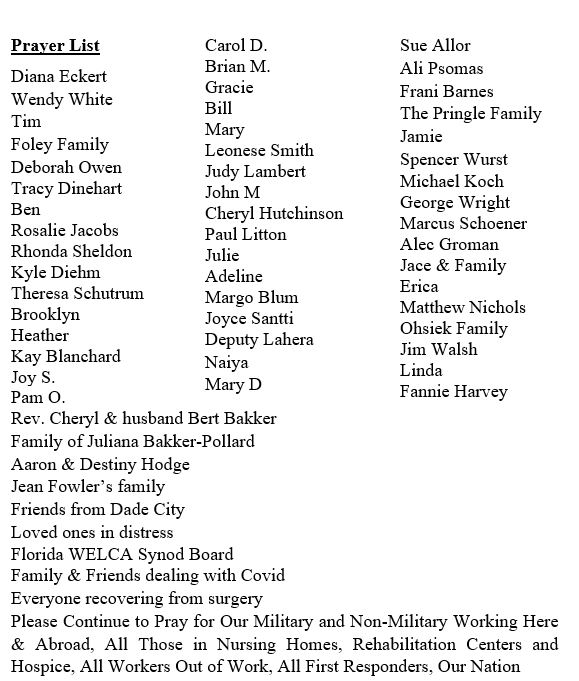 Prayer List
Diana Eckert
Wendy White
Tim
Foley Family
Deborah Owen
Tracy Dinehart
Ben
Rosalie Jacobs
Rhonda Sheldon
Kyle Diehm
Theresa Schutrum
Brooklyn
Heather
Kay Blanchard
Joy S.
Pam O.
Carol D.
Brian M.
Gracie
Bill
Mary
Leonese Smith
Judy Lambert
John M
Cheryl Hutchinson
Paul Litton
Julie
Adeline
Margo Blum
Joyce Santti
Deputy Lahera
Naiya
Mary D
Sue Allor
Ali Psomas
Frani Barnes
The Pringle Family
Jamie
Spencer Wurst
Michael Koch
George Wright
Marcus Schoener
Alec Groman
Jace & Family
Erica
Matthew Nichols
Ohsiek Family
Jim Walsh
Linda
Fannie Harvey
Rev. Cheryl & husband Bert Bakker
Family of Juliana Bakker-Pollard
Aaron & Destiny Hodge
Jean Fowler’s family
Friends from Dade City
Loved ones in distress
Florida WELCA Synod Board
Family & Friends dealing with Covid
Everyone recovering from surgery
Please Continue to Pray for Our Military and Non-Military Working Here
& Abroad, All Those in Nursing Homes, Rehabilitation Centers and
Hospice, All Workers Out of Work, All First Responders, Our Nation